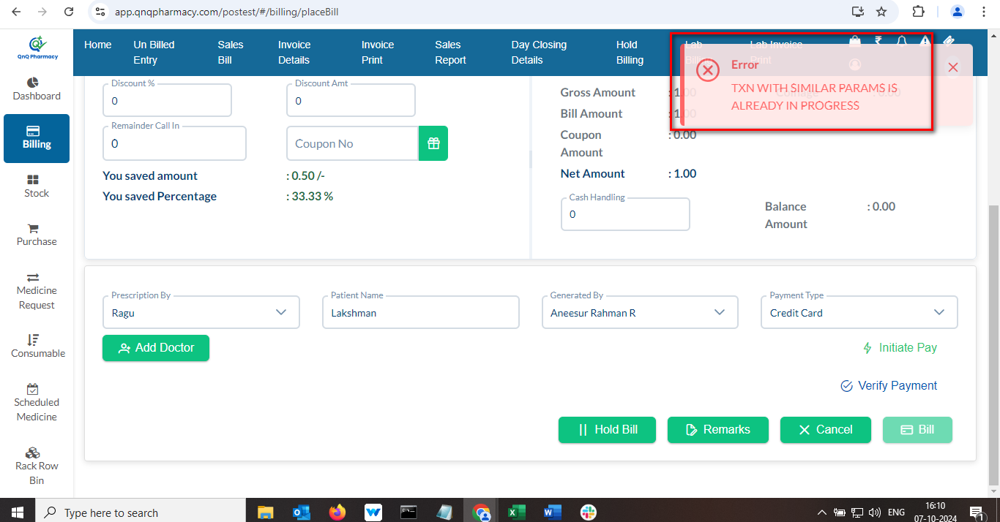 app.qnqpharmacy.com/postest/#/billing/placeBill
QnQ Pharmacy
Home
Un Billed
Entry
Sales
Bill
Invoice
Details
Invoice
Print
Sales
Report
Day Closing
Details
Hold
Billing
Lab
Billing
Lab Invoice
Print
Error
TXN WITH SIMILAR PARAMS IS
ALREADY IN PROGRESS
Dashboard
Billing
Stock
Purchase
Medicine
Request
Consumable
Scheduled
Medicine
Rack Row
Bin
Discount %
0
Discount Amt
0
Remainder Call In
0
Coupon No
You saved amount : 0.50 /-
You saved Percentage : 33.33 %
Gross Amount : 1.00
Coinage : 0.00
Bill Amount : 1.00
Coupon
Amount
: 0.00
Net Amount : 1.00
Cash Handling
0
Balance
Amount
: 0.00
Prescription By
Ragu
Patient Name
Lakshman
Generated By
Aneesur Rahman R
Payment Type
Credit Card
Add Doctor
Initiate Pay
Verify Payment
Hold Bill
Remarks
Cancel
Bill
Type here to search
ENG
16:10
07-10-2024
1